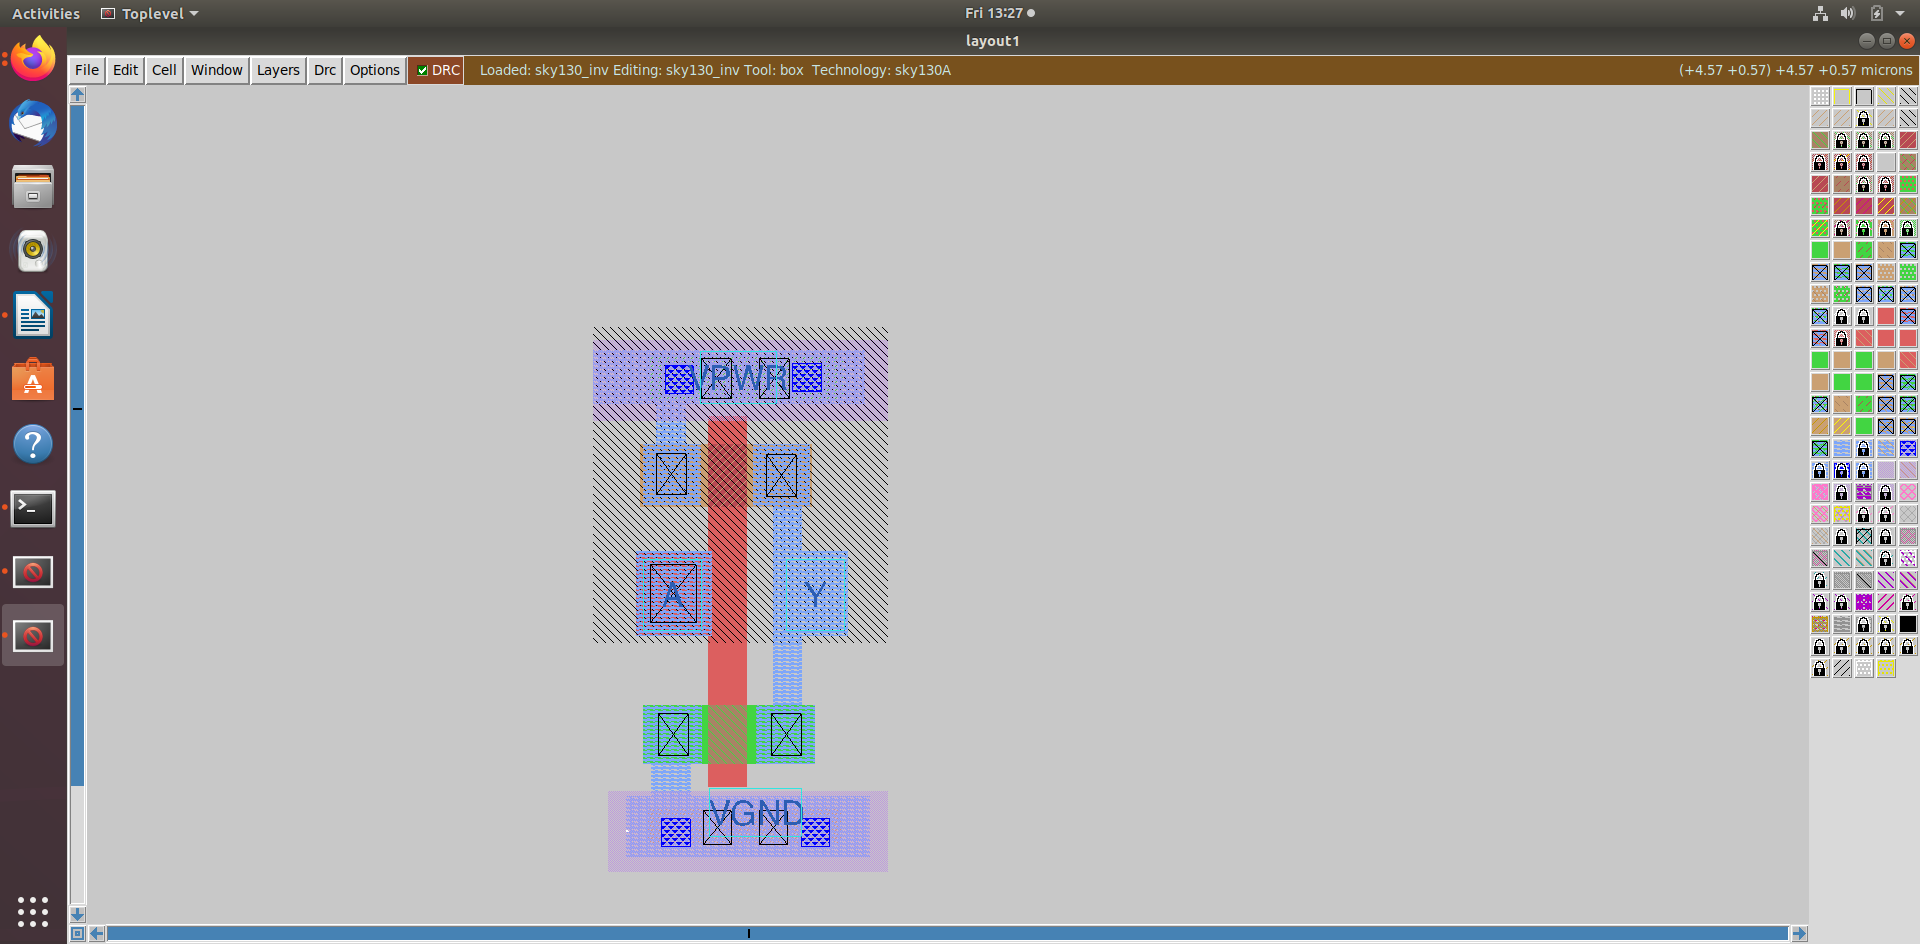 Activities Toplevel Fri 13:27
layout1
File Edit Cell Window Layers Drc Options DRC Loaded: sky130_inv Editing: sky130_inv Tool: box Technology: sky130A (+4.57 +0.57) +4.57 +0.57 microns
VPWR
A Y
VGND